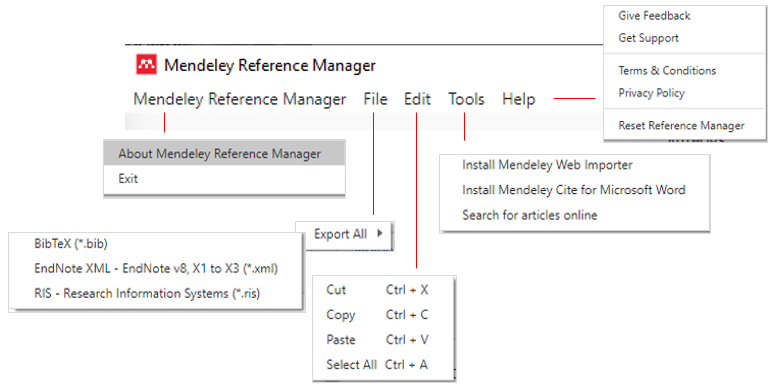 Mendeley Reference Manager
Mendeley Reference Manager File Edit Tools Help
About Mendeley Reference Manager
Exit
Export All
BibTeX (*.bib)
EndNote XML - EndNote v8, X1 to X3 (*.xml)
RIS - Research Information Systems (*.ris)
Cut Ctrl + X
Copy Ctrl + C
Paste Ctrl + V
Select All Ctrl + A
Install Mendeley Web Importer
Install Mendeley Cite for Microsoft Word
Search for articles online
Give Feedback
Get Support
Terms & Conditions
Privacy Policy
Reset Reference Manager